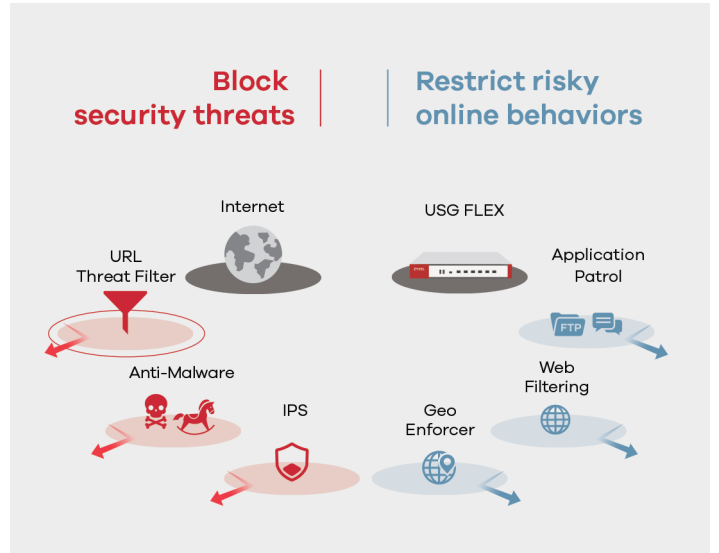 Block
security threats
Restrict risky
online behaviors
Internet
USG FLEX
URL
Threat Filter
Application
Patrol
FTP
Anti-Malware
Web
Filtering
IPS
Geo
Enforcer